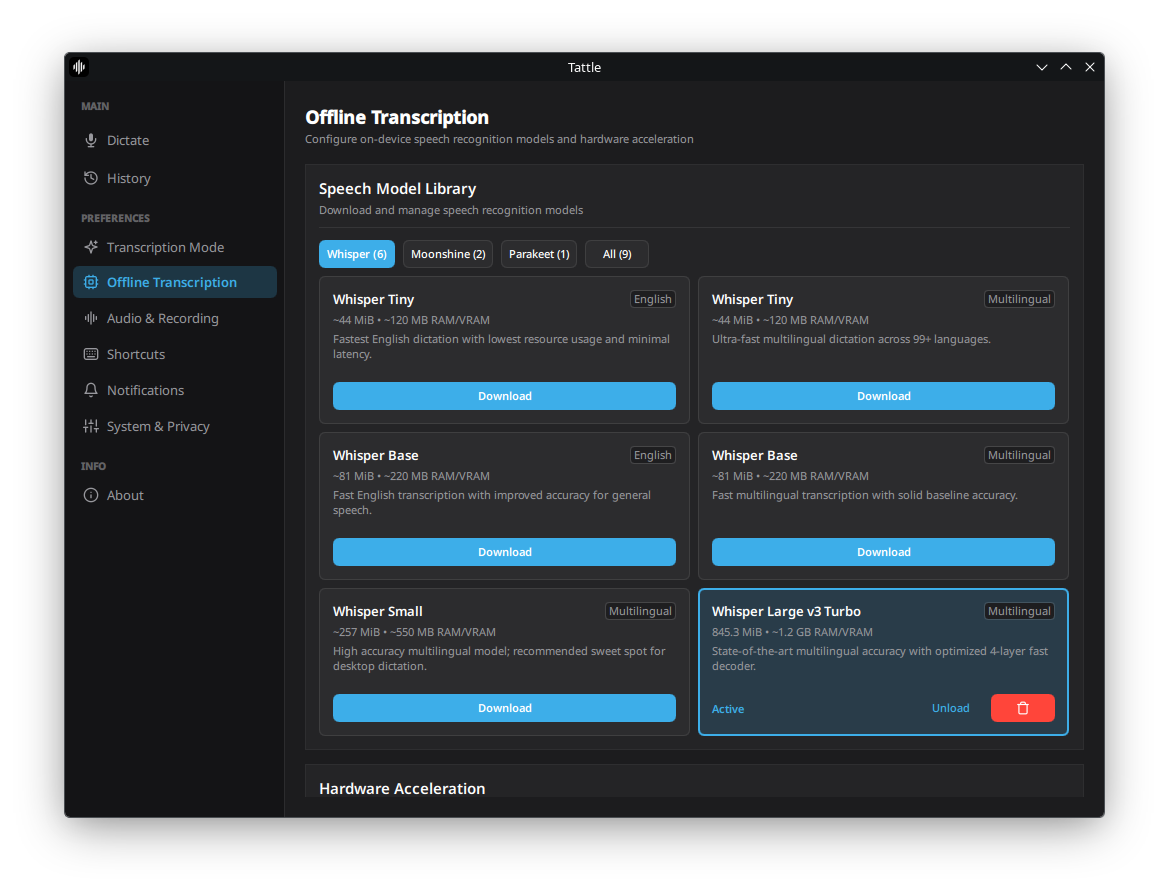 Tattle
MAIN
Dictate
History
PREFERENCES
Transcription Mode
Offline Transcription
Audio & Recording
Shortcuts
Notifications
System & Privacy
INFO
About
Offline Transcription
Configure on-device speech recognition models and hardware acceleration
Speech Model Library
Download and manage speech recognition models
Whisper (6)
Moonshine (2)
Parakeet (1)
All (9)
Whisper Tiny
English
~44 MiB • ~120 MB RAM/VRAM
Fastest English dictation with lowest resource usage and minimal
latency.
Download
Whisper Tiny
Multilingual
~44 MiB • ~120 MB RAM/VRAM
Ultra-fast multilingual dictation across 99+ languages.
Download
Whisper Base
English
~81 MiB • ~220 MB RAM/VRAM
Fast English transcription with improved accuracy for general
speech.
Download
Whisper Base
Multilingual
~81 MiB • ~220 MB RAM/VRAM
Fast multilingual transcription with solid baseline accuracy.
Download
Whisper Small
Multilingual
~257 MiB • ~550 MB RAM/VRAM
High accuracy multilingual model; recommended sweet spot for
desktop dictation.
Download
Whisper Large v3 Turbo
Multilingual
845.3 MiB • ~1.2 GB RAM/VRAM
State-of-the-art multilingual accuracy with optimized 4-layer fast
decoder.
Active
Unload
Hardware Acceleration